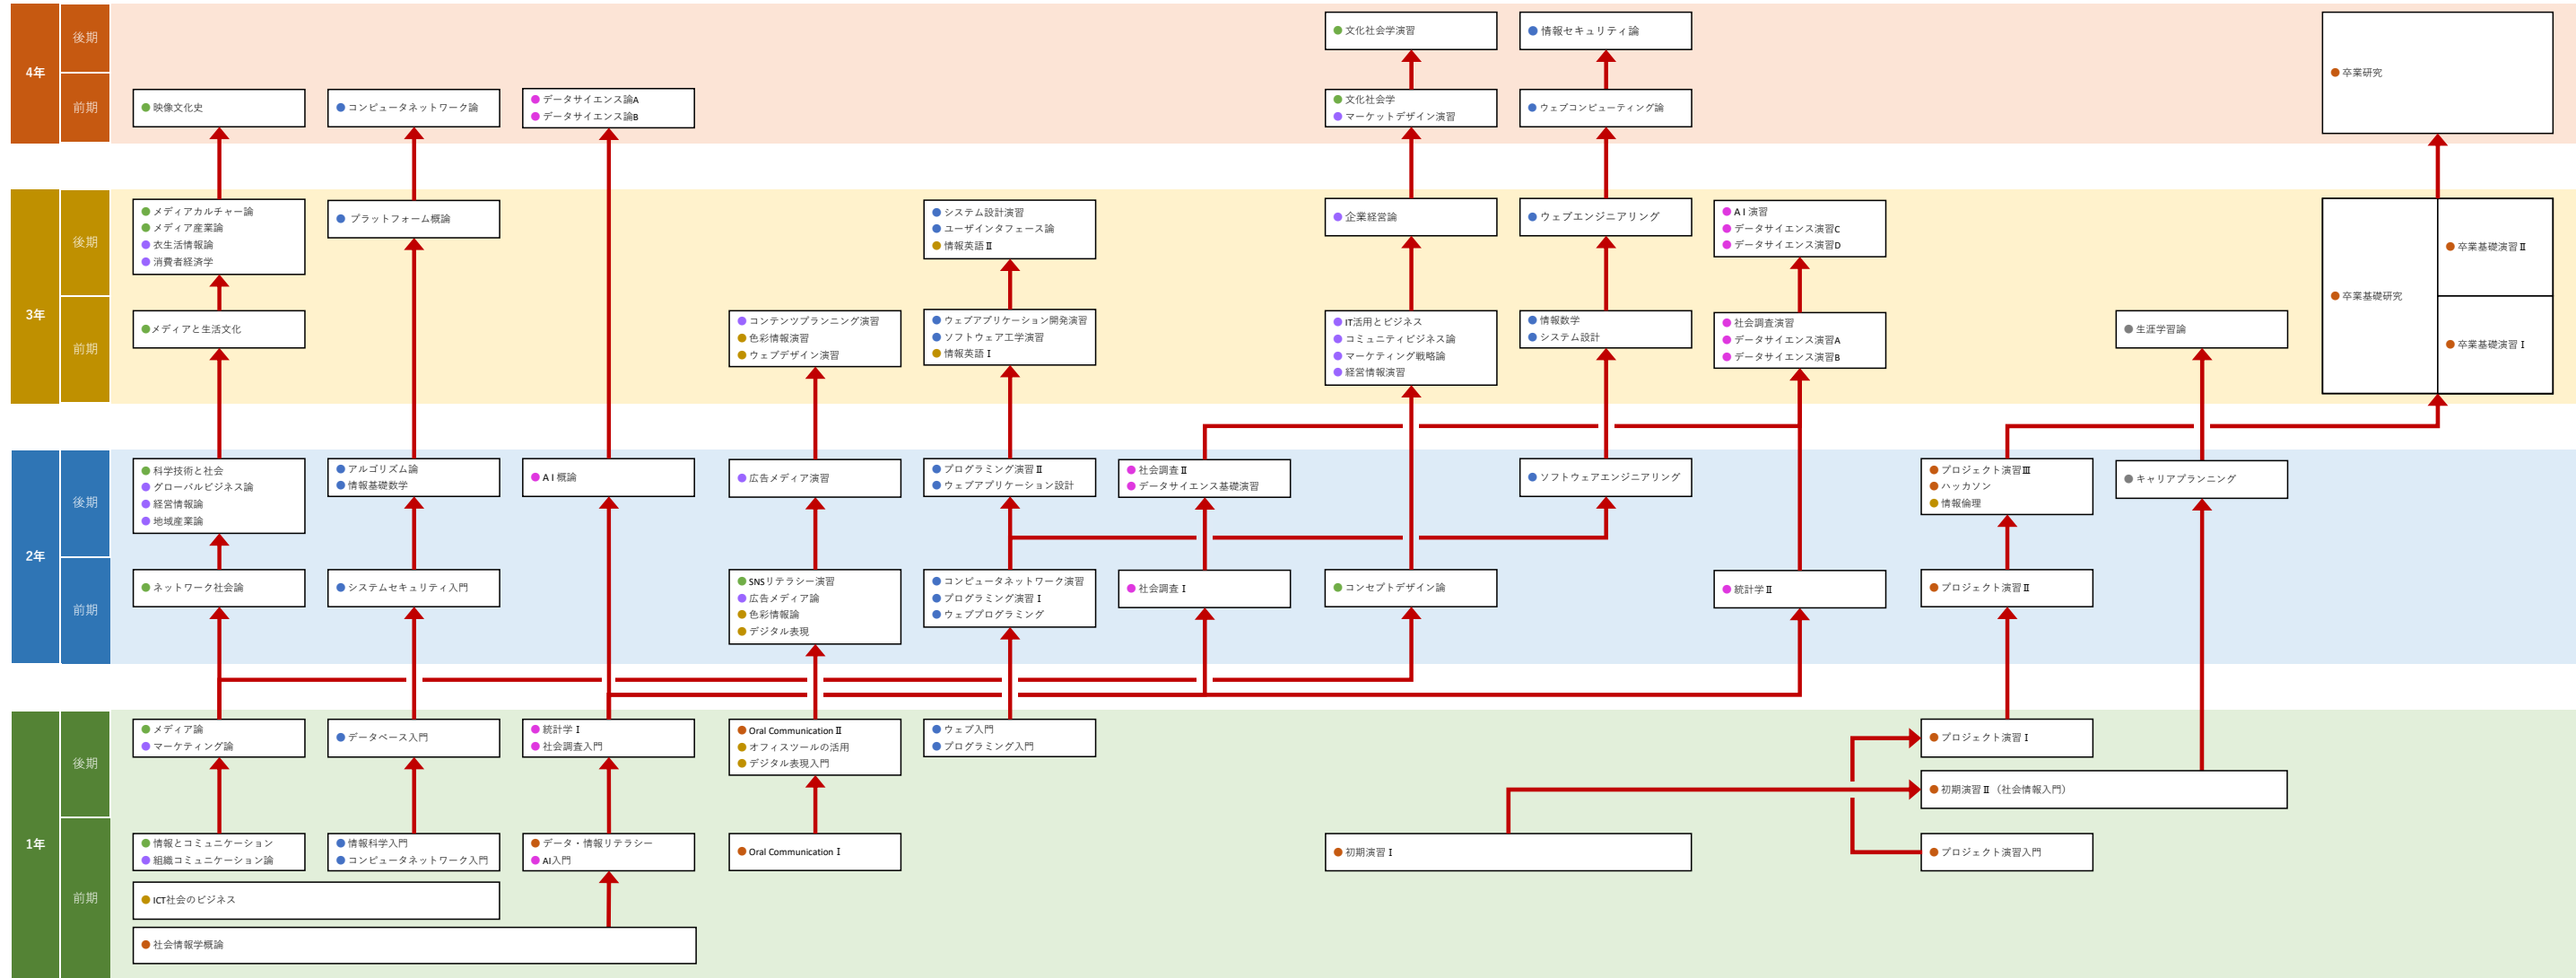 4年
後期
文化社会学演習
情報セキュリティ論
卒業研究
前期
映像文化史
コンピュータネットワーク論
データサイエンス論A
データサイエンス論B
文化社会学
マーケットデザイン演習
ウェブコンピューティング論
3年
後期
メディアカルチャー論
メディア産業論
衣生活情報論
消費者経済学
プラットフォーム概論
システム設計演習
ユーザインタフェース論
情報英語Ⅱ
企業経営論
ウェブエンジニアリング
AI演習
データサイエンス演習C
データサイエンス演習D
卒業基礎研究
卒業基礎演習Ⅱ
卒業基礎演習Ⅰ
前期
メディアと生活文化
コンテンツプランニング演習
色彩情報演習
ウェブデザイン演習
ウェブアプリケーション開発演習
ソフトウェア工学演習
情報英語Ⅰ
IT活用とビジネス
コミュニティビジネス論
マーケティング戦略論
経営情報演習
情報数学
システム設計
社会調査演習
データサイエンス演習A
データサイエンス演習B
生涯学習論
2年
後期
科学技術と社会
グローバルビジネス論
経営情報論
地域産業論
アルゴリズム論
情報基礎数学
AI概論
広告メディア演習
プログラミング演習Ⅱ
ウェブアプリケーション設計
社会調査Ⅱ
データサイエンス基礎演習
ソフトウェアエンジニアリング
プロジェクト演習Ⅲ
ハッカソン
情報倫理
キャリアプランニング
前期
ネットワーク社会論
システムセキュリティ入門
SNSリテラシー演習
広告メディア論
色彩情報論
デジタル表現
コンピュータネットワーク演習
プログラミング演習Ⅰ
ウェブプログラミング
社会調査Ⅰ
コンセプトデザイン論
統計学Ⅱ
プロジェクト演習Ⅱ
1年
後期
メディア論
マーケティング論
データベース入門
統計学Ⅰ
社会調査入門
Oral CommunicationⅡ
オフィスツールの活用
デジタル表現入門
ウェブ入門
プログラミング入門
プロジェクト演習Ⅰ
初期演習Ⅱ（社会情報入門）
前期
情報とコミュニケーション
組織コミュニケーション論
情報科学入門
コンピュータネットワーク入門
データ・情報リテラシー
AI入門
Oral CommunicationⅠ
初期演習Ⅰ
プロジェクト演習入門
ICT社会のビジネス
社会情報学概論